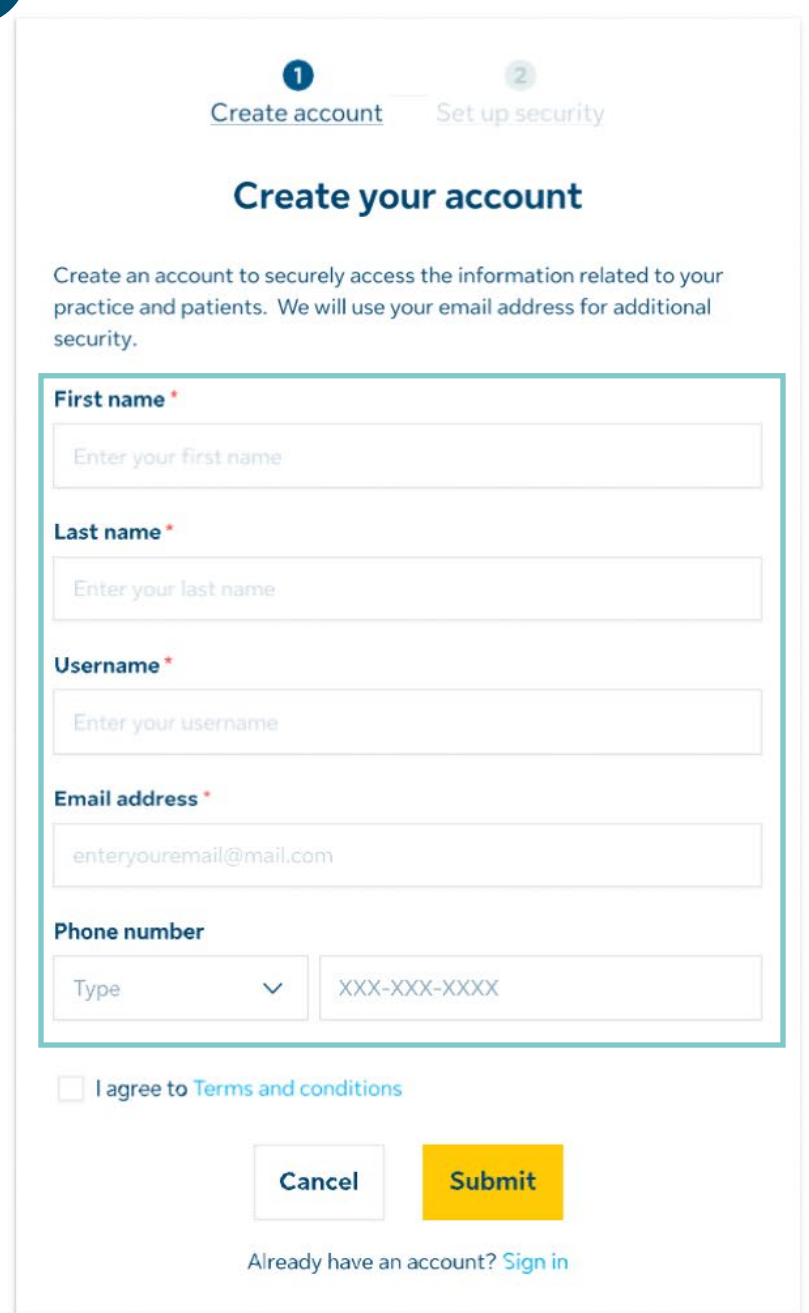 1 2
Create account Set up security
Create your account
Create an account to securely access the information related to your
practice and patients. We will use your email address for additional
security.
First name *
Enter your first name
Last name *
Enter your last name
Username *
Enter your username
Email address *
enteryouremail@mail.com
Phone number
Type XXX-XXX-XXXX
I agree to Terms and conditions
Cancel Submit
Already have an account? Sign in